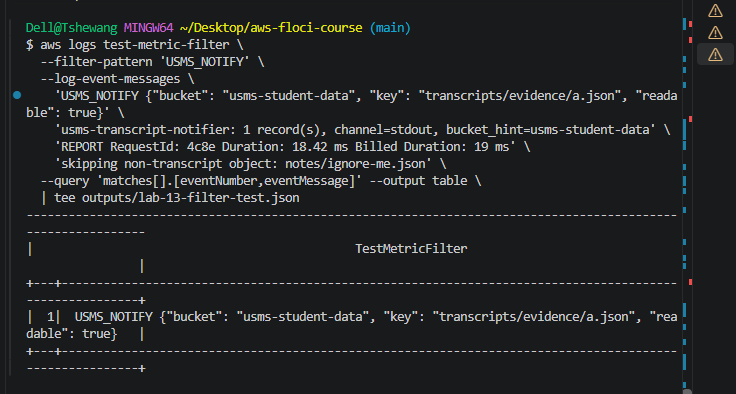 Dell@Tshewang MINGW64 ~/Desktop/aws-floci-course (main)
$ aws logs test-metric-filter \
  --filter-pattern 'USMS_NOTIFY' \
  --log-event-messages \
    'USMS_NOTIFY {"bucket": "usms-student-data", "key": "transcripts/evidence/a.json", "reada
ble": true}' \
    'usms-transcript-notifier: 1 record(s), channel=stdout, bucket_hint=usms-student-data' \
    'REPORT RequestId: 4c8e Duration: 18.42 ms Billed Duration: 19 ms' \
    'skipping non-transcript object: notes/ignore-me.json' \
  --query 'matches[].[eventNumber,eventMessage]' --output table \
  | tee outputs/lab-13-filter-test.json
-----------------------------------------------------------------------------------------
----------------
|                                            TestMetricFilter
               |
+---+------------------------------------------------------------------------------------
---------------+
|  1|  USMS_NOTIFY {"bucket": "usms-student-data", "key": "transcripts/evidence/a.json", "rea
dable": true}   |
+---+------------------------------------------------------------------------------------
---------------+